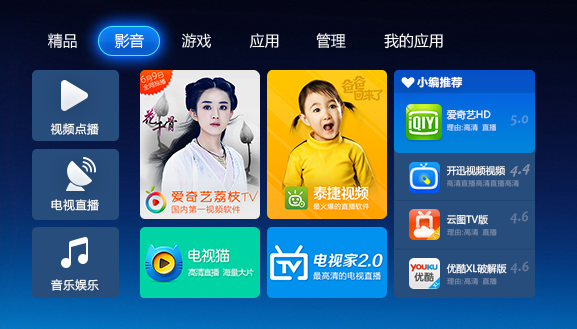 精品
影音
游戏
应用
管理
我的应用
视频点播
电视直播
音乐娱乐
6月9日
花千骨
爱奇艺荔枝TV
国内第一视频软件
爸爸
回来了
泰捷视频
最火爆的直播软件
电视猫
高清直播 海量大片
TV
电视家2.0
最高清的电视直播
小编推荐
iQIYI
爱奇艺HD
理由:高清 直播
5.0
开迅视频视频
高清直播高清直播高清
4.4
云图TV版
理由:高清 直播
4.6
YOUKU
优酷
优酷XL破解版
理由:高清 直播
4.6